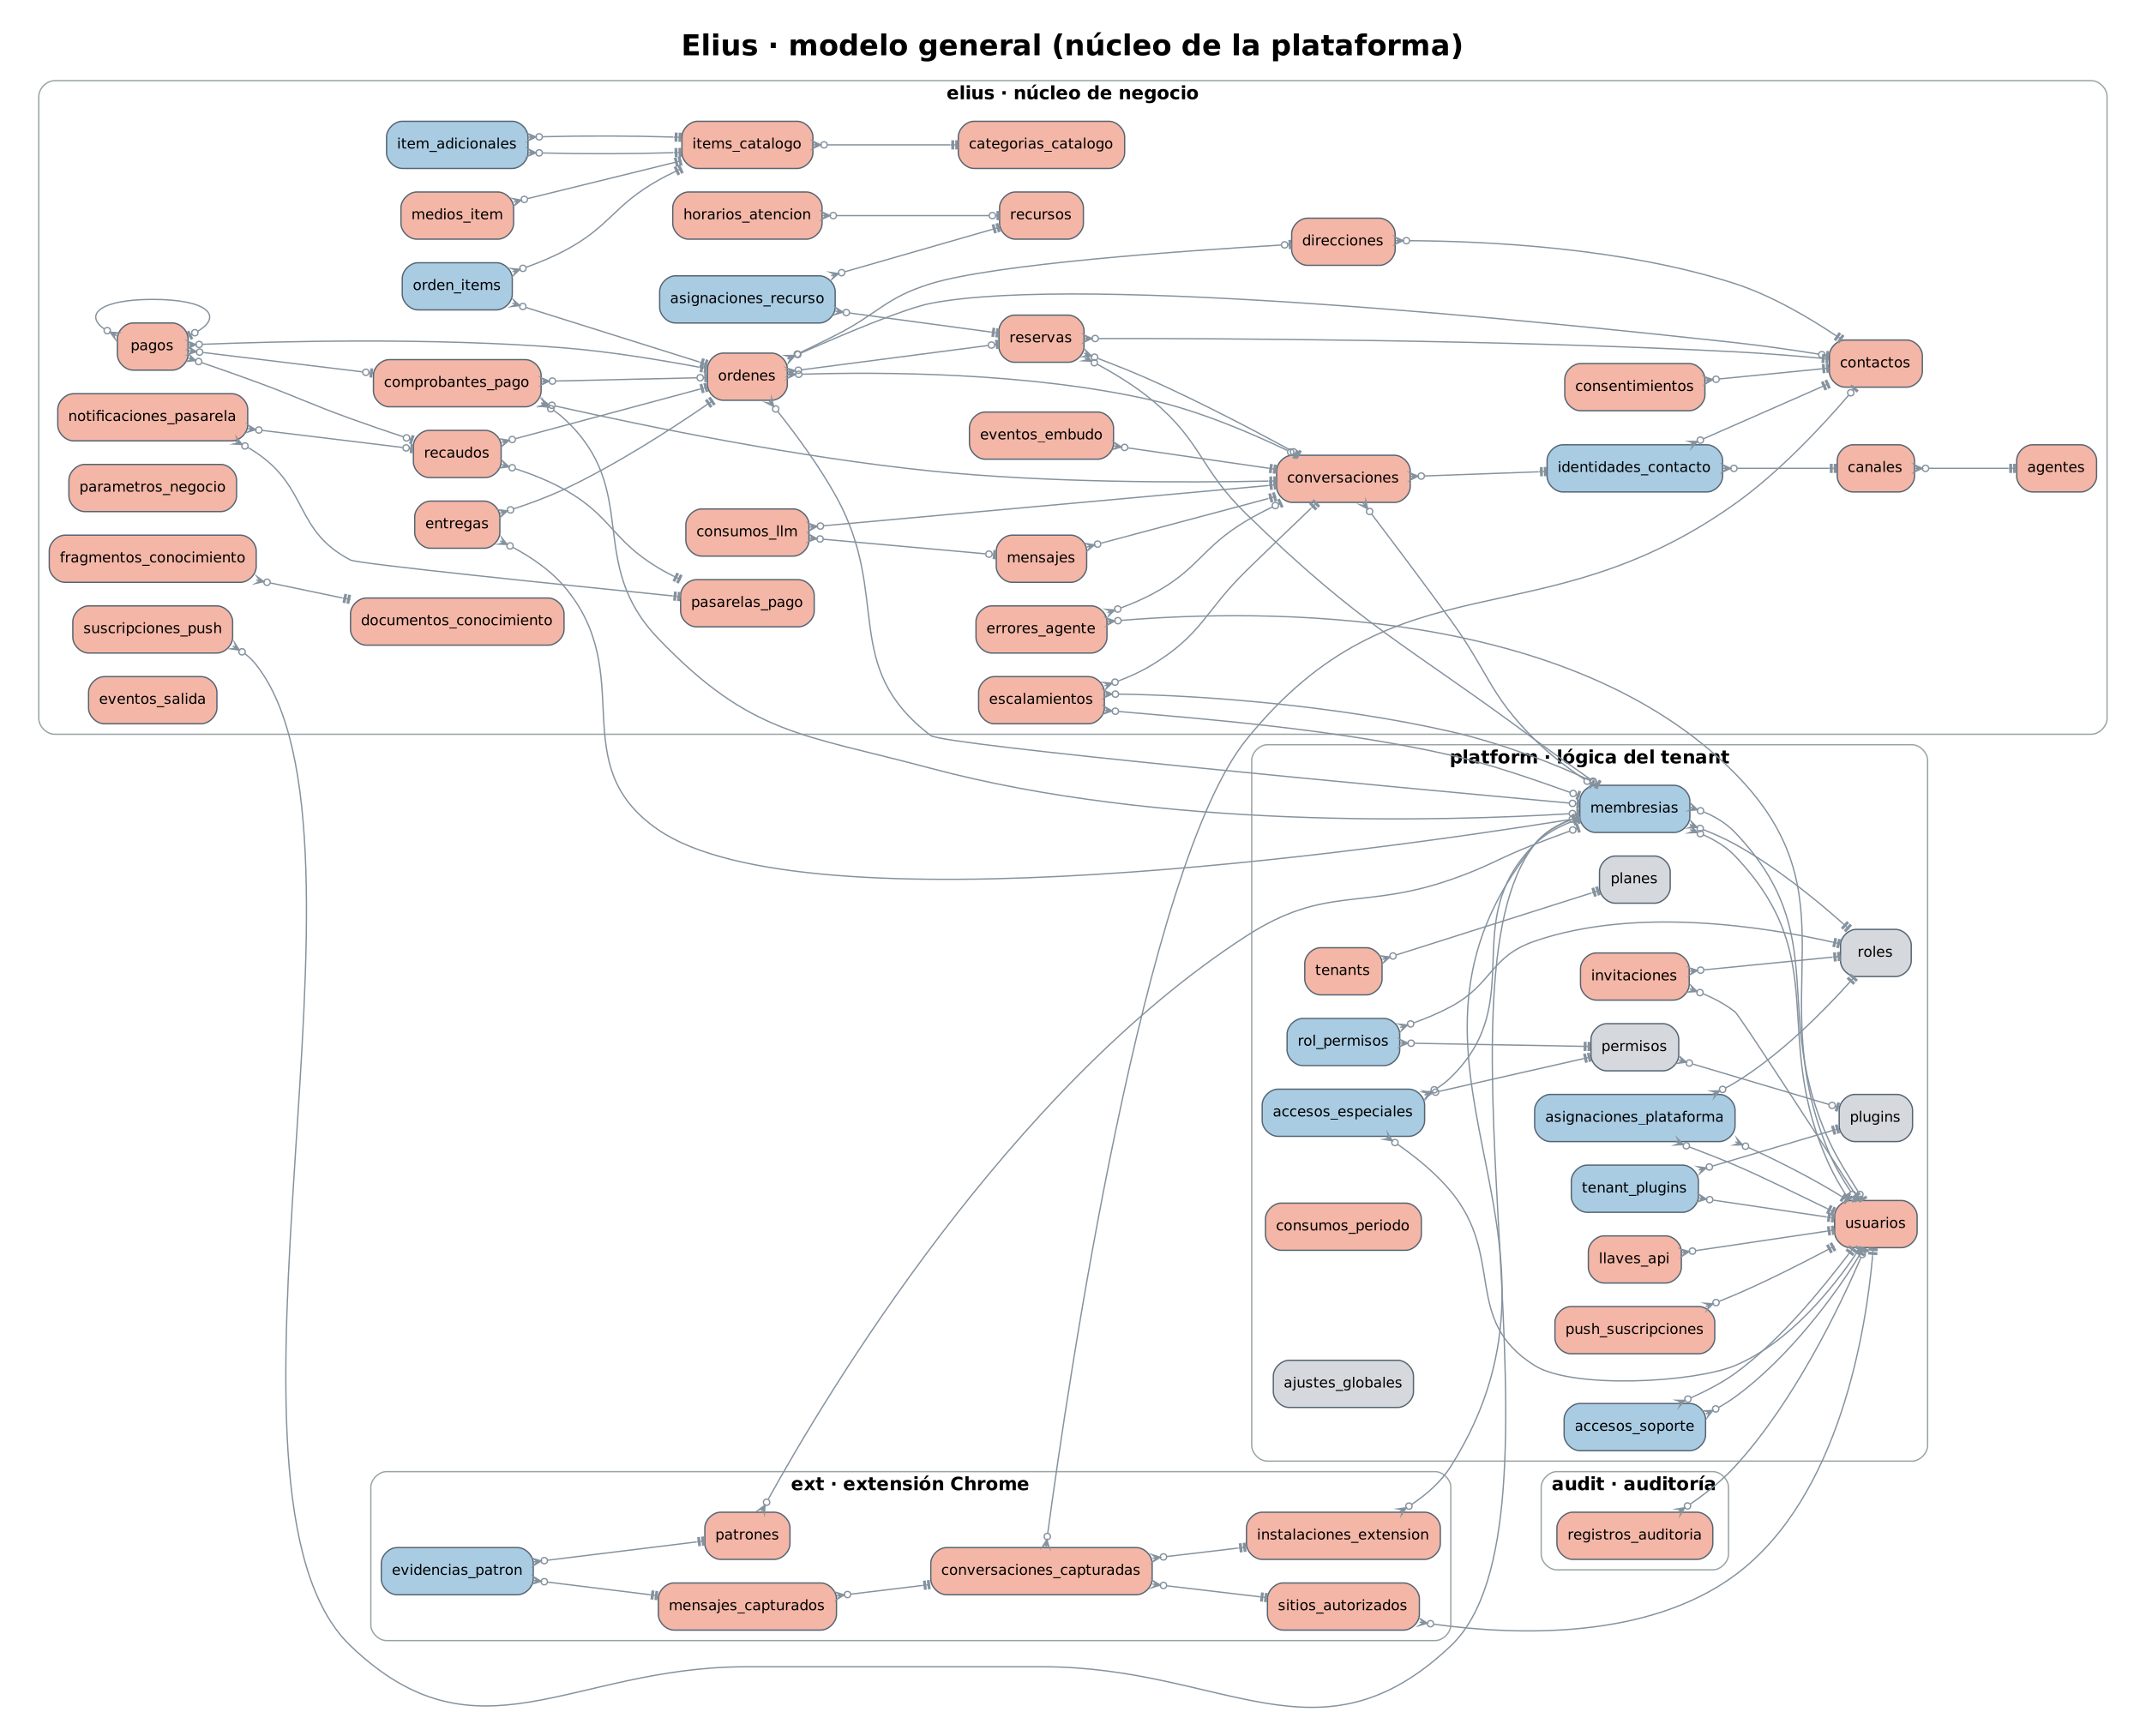 Elius · modelo general (núcleo de la plataforma)
elius · núcleo de negocio
item_adicionales
items_catalogo
categorias_catalogo
medios_item
horarios_atencion
recursos
direcciones
orden_items
asignaciones_recurso
pagos
reservas
contactos
comprobantes_pago
ordenes
consentimientos
notificaciones_pasarela
eventos_embudo
recaudos
conversaciones
identidades_contacto
canales
agentes
parametros_negocio
entregas
consumos_llm
mensajes
fragmentos_conocimiento
pasarelas_pago
documentos_conocimiento
suscripciones_push
errores_agente
eventos_salida
escalamientos
platform · lógica del tenant
membresias
planes
tenants
invitaciones
roles
rol_permisos
permisos
accesos_especiales
asignaciones_plataforma
plugins
tenant_plugins
consumos_periodo
usuarios
llaves_api
push_suscripciones
ajustes_globales
accesos_soporte
ext · extensión Chrome
patrones
instalaciones_extension
evidencias_patron
conversaciones_capturadas
mensajes_capturados
sitios_autorizados
audit · auditoría
registros_auditoria